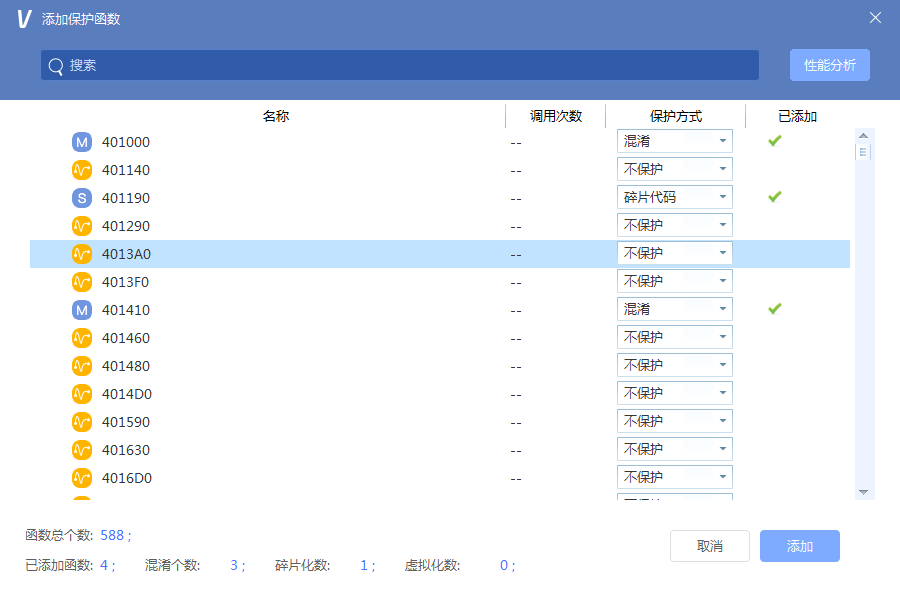 V 添加保护函数
搜索 性能分析
名称 调用次数 保护方式 已添加
M 401000 -- 混淆
401140 -- 不保护
S 401190 -- 碎片代码
401290 -- 不保护
4013A0 -- 不保护
4013F0 -- 不保护
M 401410 -- 混淆
401460 -- 不保护
401480 -- 不保护
4014D0 -- 不保护
401590 -- 不保护
401630 -- 不保护
4016D0 -- 不保护
函数总个数: 588 ;
取消 添加
已添加函数: 4 ; 混淆个数: 3 ; 碎片化数: 1 ; 虚拟化数: 0 ;